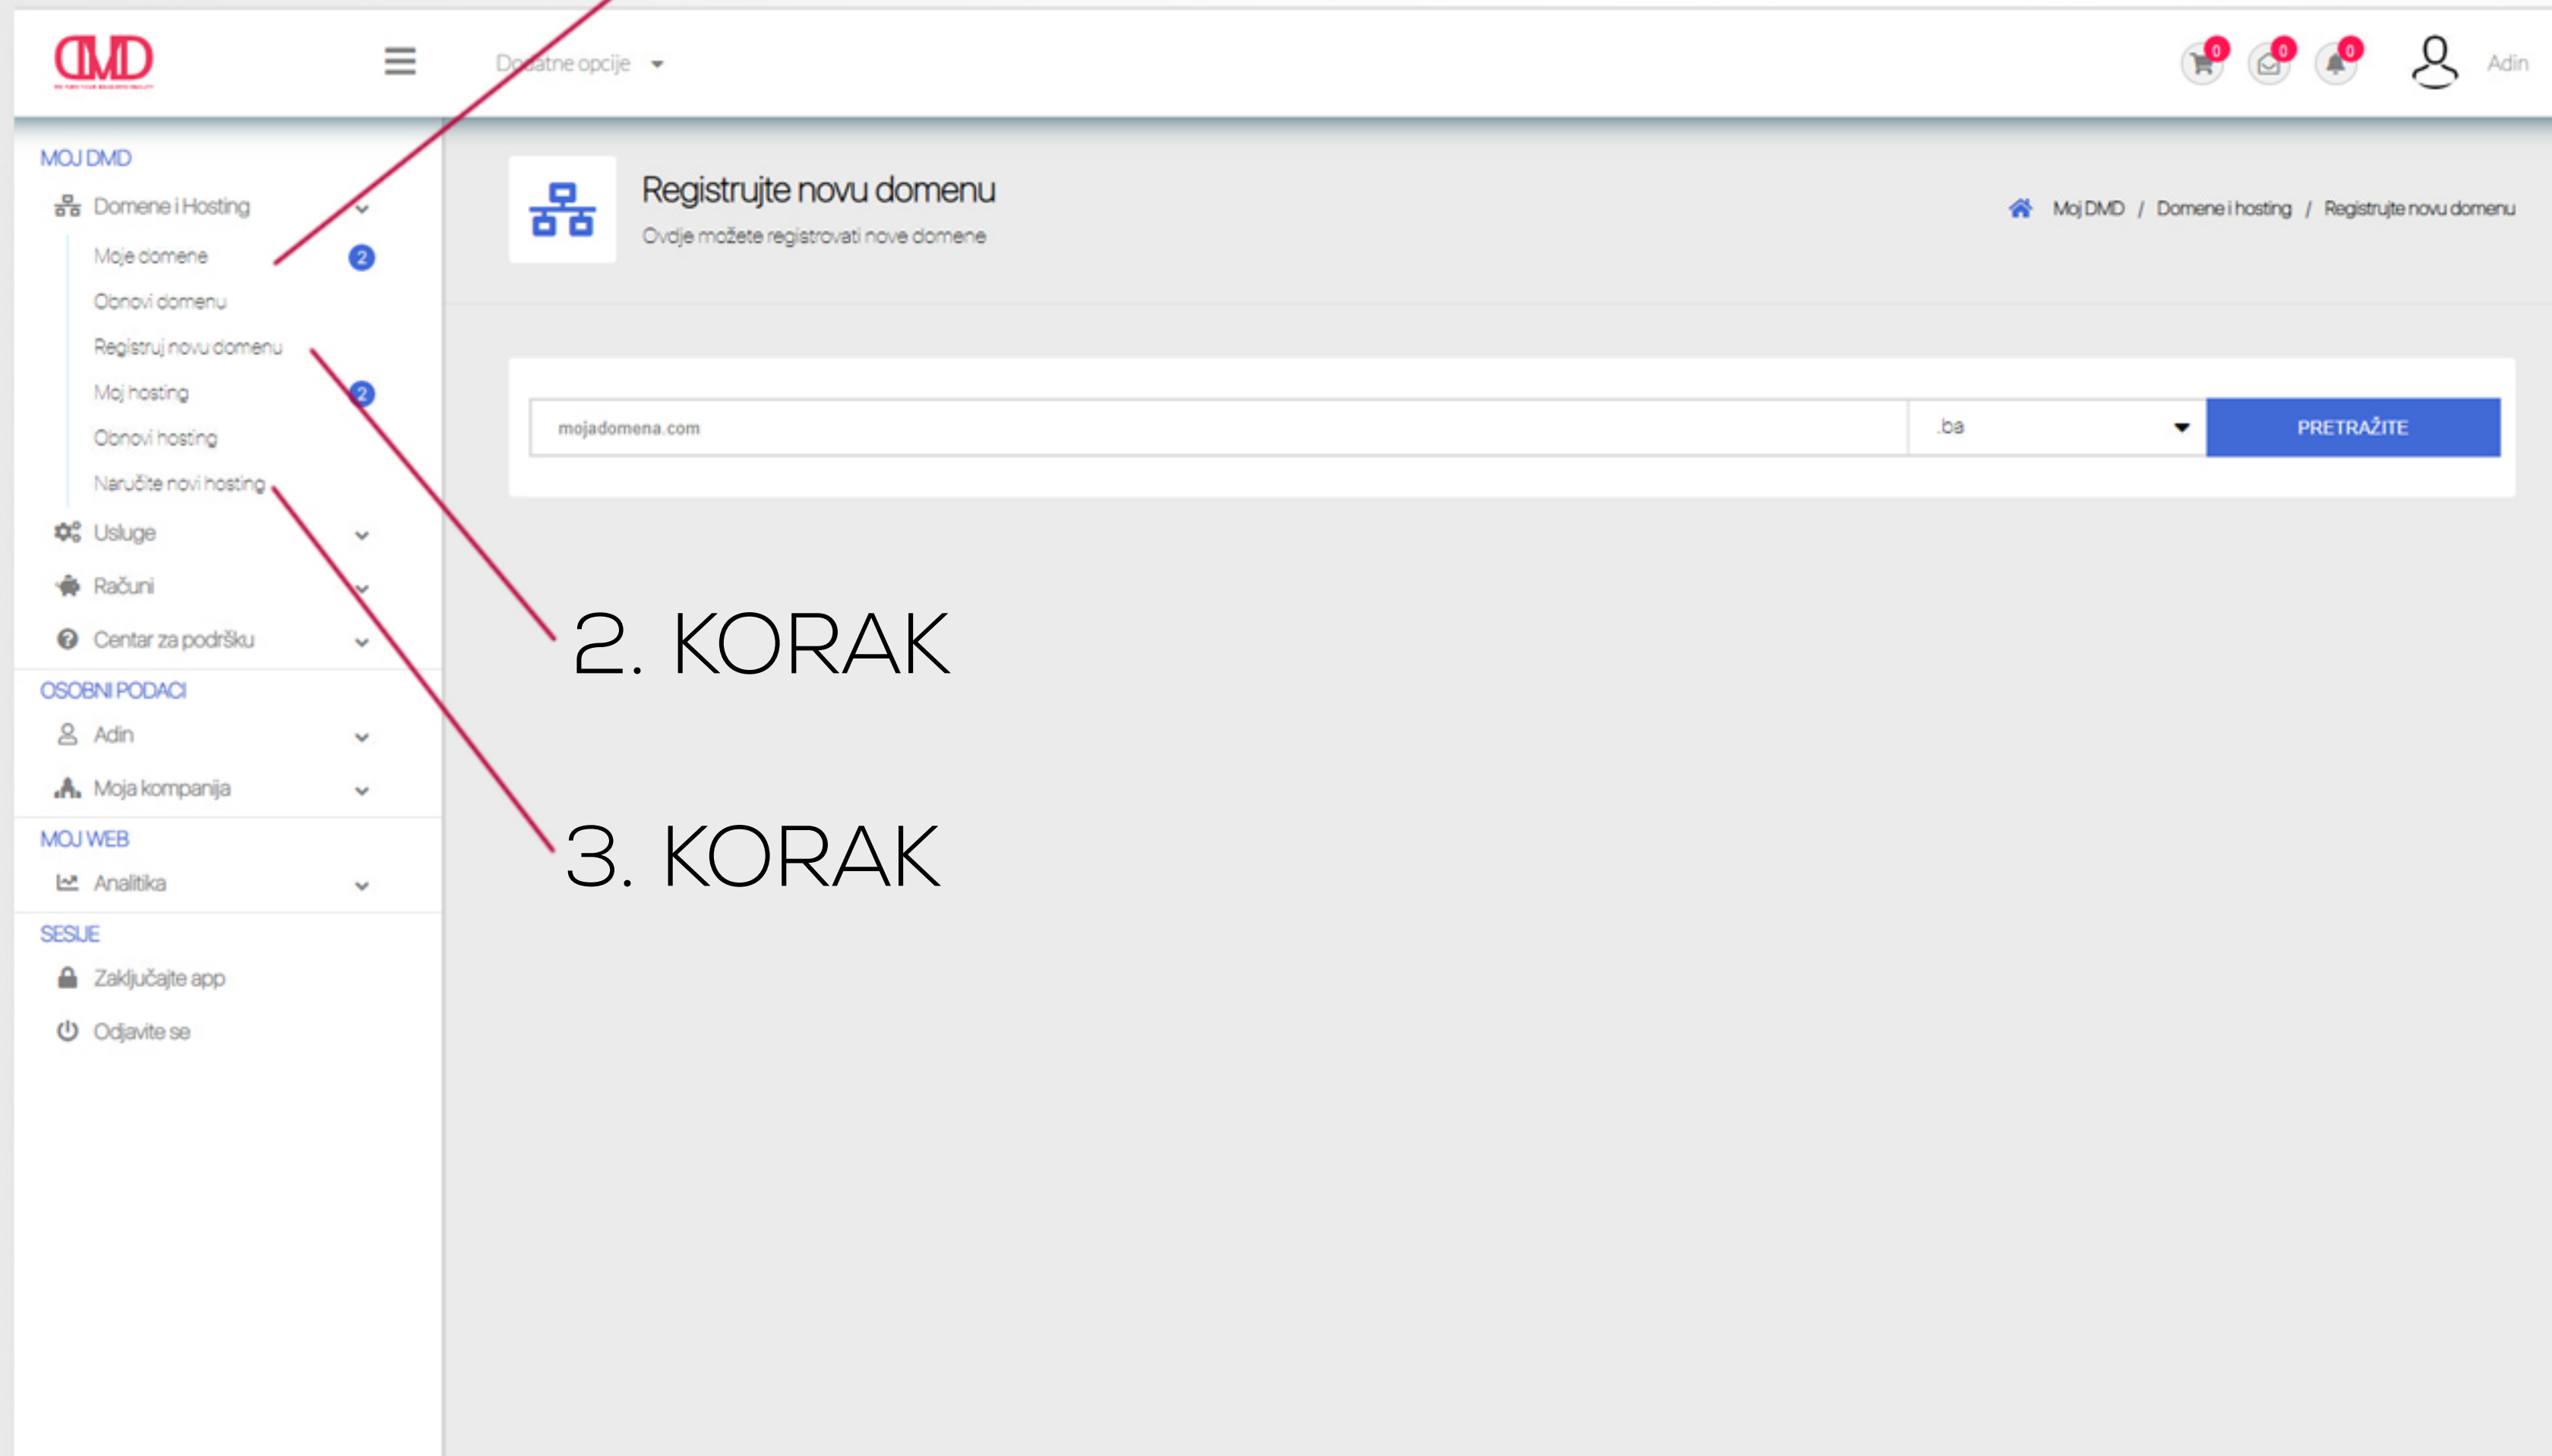 DMD
Dodatne opcije
0
0
0
Adin
MOJ DMD
Domene i Hosting
Moje domene
2
Obnovi domenu
Registruj novu domenu
Moj hosting
2
Obnovi hosting
Naručite novi hosting
Usluge
Računi
Centar za podršku
OSOBNI PODACI
Adin
Moja kompanija
MOJ WEB
Analitika
SESIJE
Zaključajte app
Odjavite se
Registrujte novu domenu
Ovdje možete registrovati nove domene
Moj DMD / Domene i hosting / Registrujte novu domenu
mojadomena.com
.ba
PRETRAŽITE
2. KORAK
3. KORAK